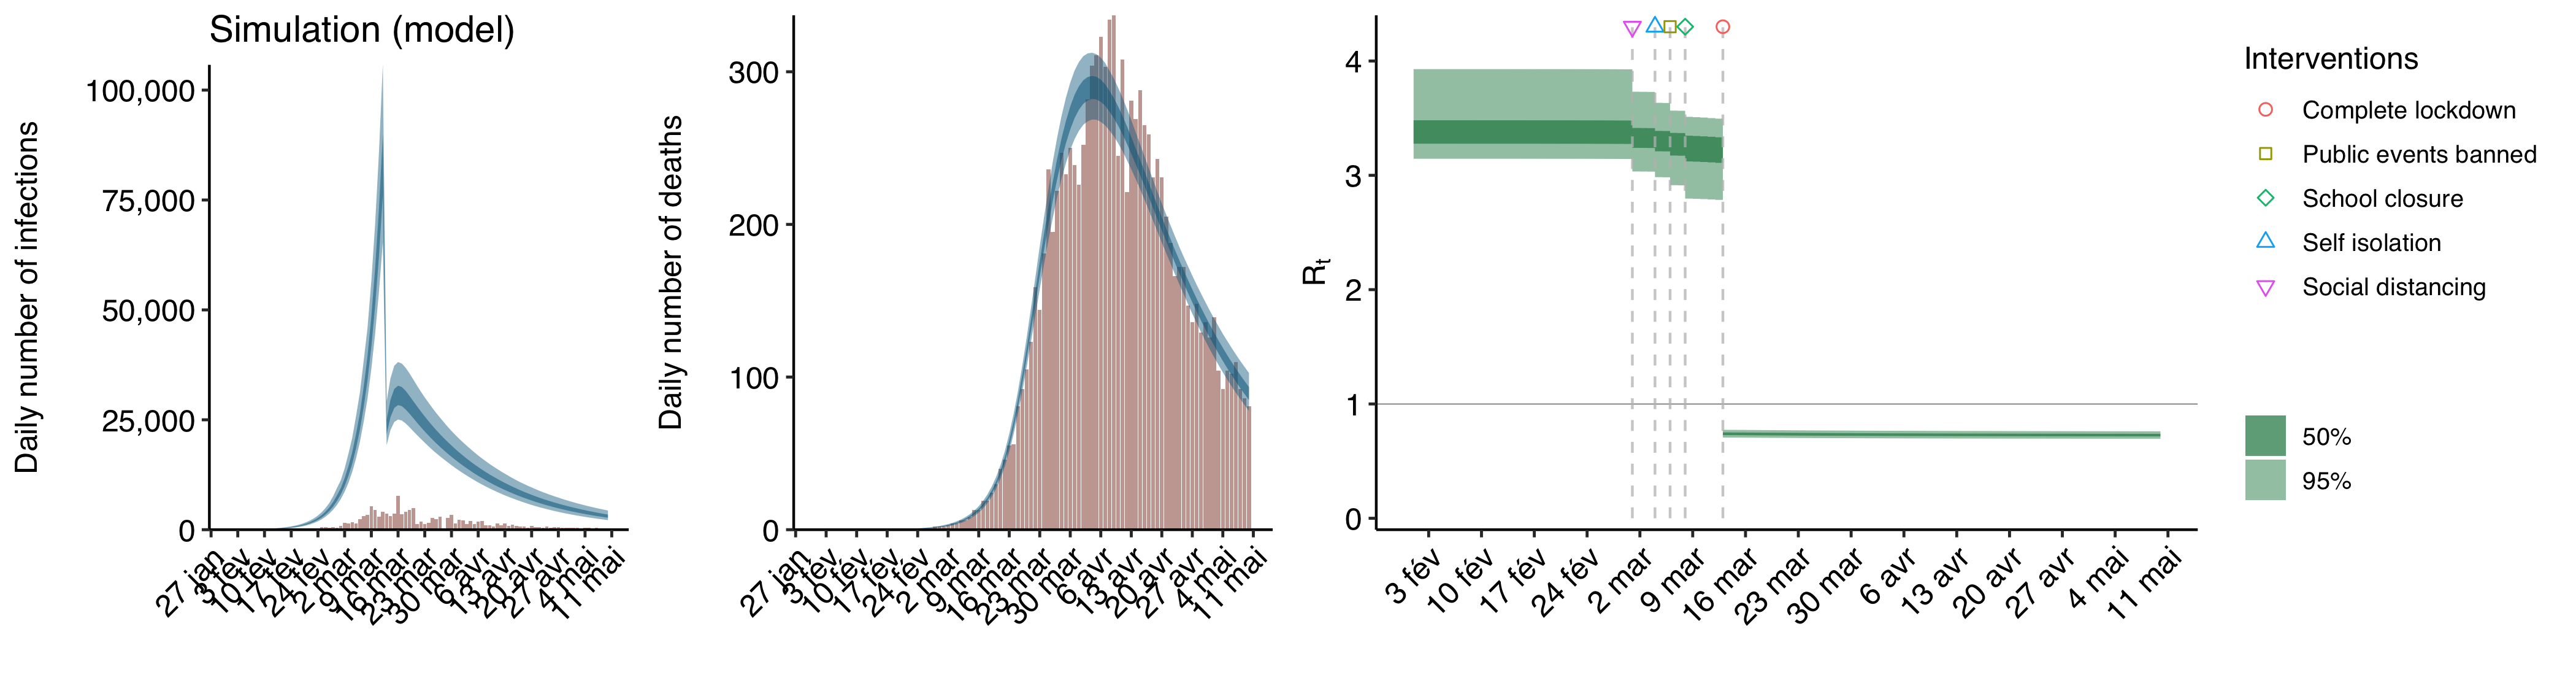 Simulation (model)
Daily number of infections
100,000
75,000
50,000
25,000
0
27 jan
3 fév
10 fév
17 fév
24 fév
2 mar
9 mar
16 mar
23 mar
30 mar
6 avr
13 avr
20 avr
27 avr
4 mai
11 mai
Daily number of deaths
300
200
100
0
27 jan
3 fév
10 fév
17 fév
24 fév
2 mar
9 mar
16 mar
23 mar
30 mar
6 avr
13 avr
20 avr
27 avr
4 mai
11 mai
Rt
4
3
2
1
0
3 fév
10 fév
17 fév
24 fév
2 mar
9 mar
16 mar
23 mar
30 mar
6 avr
13 avr
20 avr
27 avr
4 mai
11 mai
Interventions
Complete lockdown
Public events banned
School closure
Self isolation
Social distancing
50%
95%